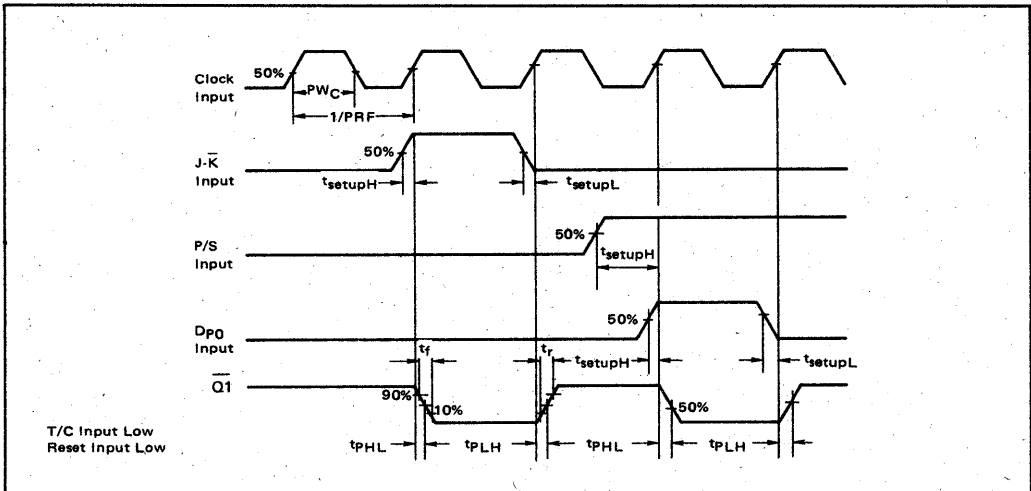 Clock
Input
50%
PWC
1/PRF
J-K̅
Input
50%
tsetupH
tsetupL
P/S
Input
50%
tsetupH
DP0
Input
50%
tsetupH
tsetupL
tf
tr
Q̅1̅
90%
10%
50%
T/C Input Low
Reset Input Low
tPHL
tPLH
tPHL
tPLH